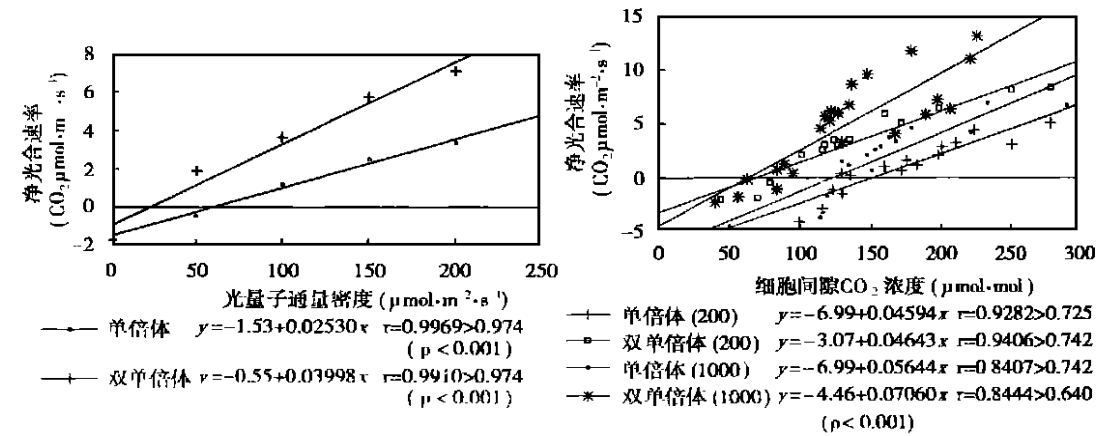 净光合速率
(CO₂μmol·m ·s⁻¹)
8
6
4
2
0
−2
0 50 100 150 200 250
光量子通量密度(μmol·m⁻²·s⁻¹)
单倍体 y=−1.53+0.02530x r=0.9969>0.974
(p<0.001)
双单倍体 y=−0.55+0.03998x r=0.9910>0.974
(p<0.001)
净光合速率
(CO₂μmol·m⁻²·s⁻¹)
15
10
5
0
−5
0 50 100 150 200 250 300
细胞间隙CO₂浓度(μmol·mol)
单倍体(200) y=−6.99+0.04594x r=0.9282>0.725
双单倍体(200) y=−3.07+0.04643x r=0.9406>0.742
单倍体(1000) y=−6.99+0.05644x r=0.8407>0.742
双单倍体(1000) y=−4.46+0.07060x r=0.8444>0.640
(ρ<0.001)